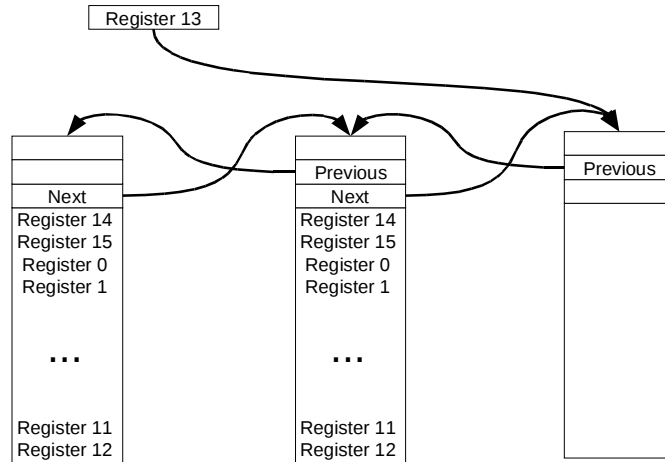 Register 13
Next
Register 14
Register 15
Register 0
Register 1
...
Register 11
Register 12
Previous
Next
Register 14
Register 15
Register 0
Register 1
...
Register 11
Register 12
Previous